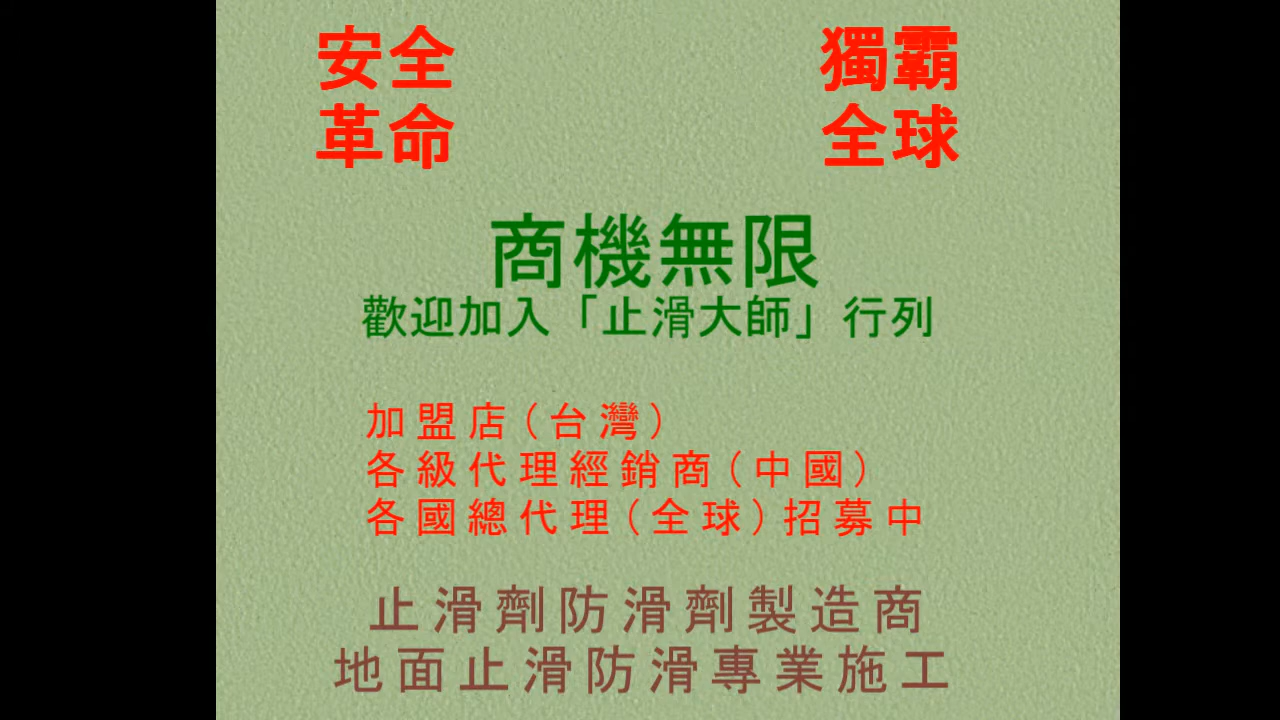 安全 獨霸
革命 全球
商機無限
歡迎加入「止滑大師」行列
加盟店(台灣)
各級代理經銷商(中國)
各國總代理(全球)招募中
止滑劑防滑劑製造商
地面止滑防滑專業施工